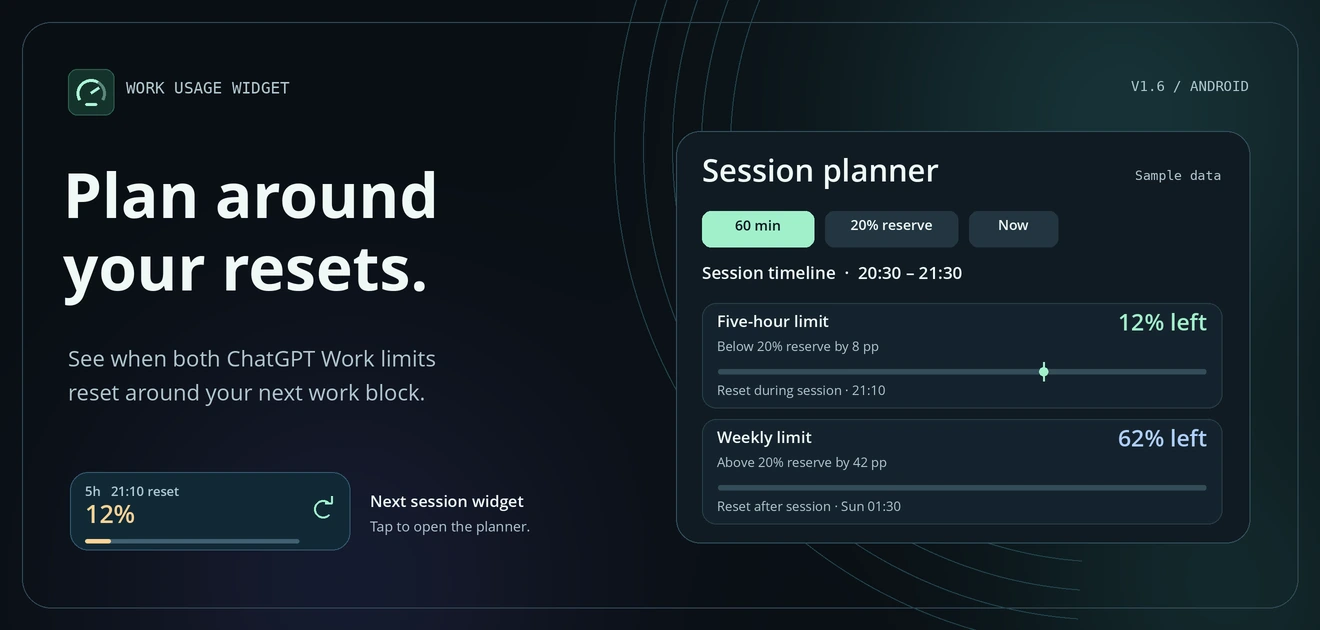 WORK USAGE WIDGET
V1.6 / ANDROID
Plan around
your resets.
See when both ChatGPT Work limits
reset around your next work block.
5h 21:10 reset
12%
Next session widget
Tap to open the planner.
Session planner
Sample data
60 min
20% reserve
Now
Session timeline · 20:30 – 21:30
Five-hour limit
12% left
Below 20% reserve by 8 pp
Reset during session · 21:10
Weekly limit
62% left
Above 20% reserve by 42 pp
Reset after session · Sun 01:30